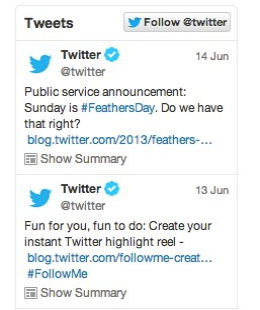 Tweets
Follow @twitter
Twitter
14 Jun
@twitter
Public service announcement:
Sunday is #FeathersDay. Do we have
that right?
blog.twitter.com/2013/feathers-...
Show Summary
Twitter
13 Jun
@twitter
Fun for you, fun to do: Create your
instant Twitter highlight reel -
blog.twitter.com/followme-creat...
#FollowMe
Show Summary